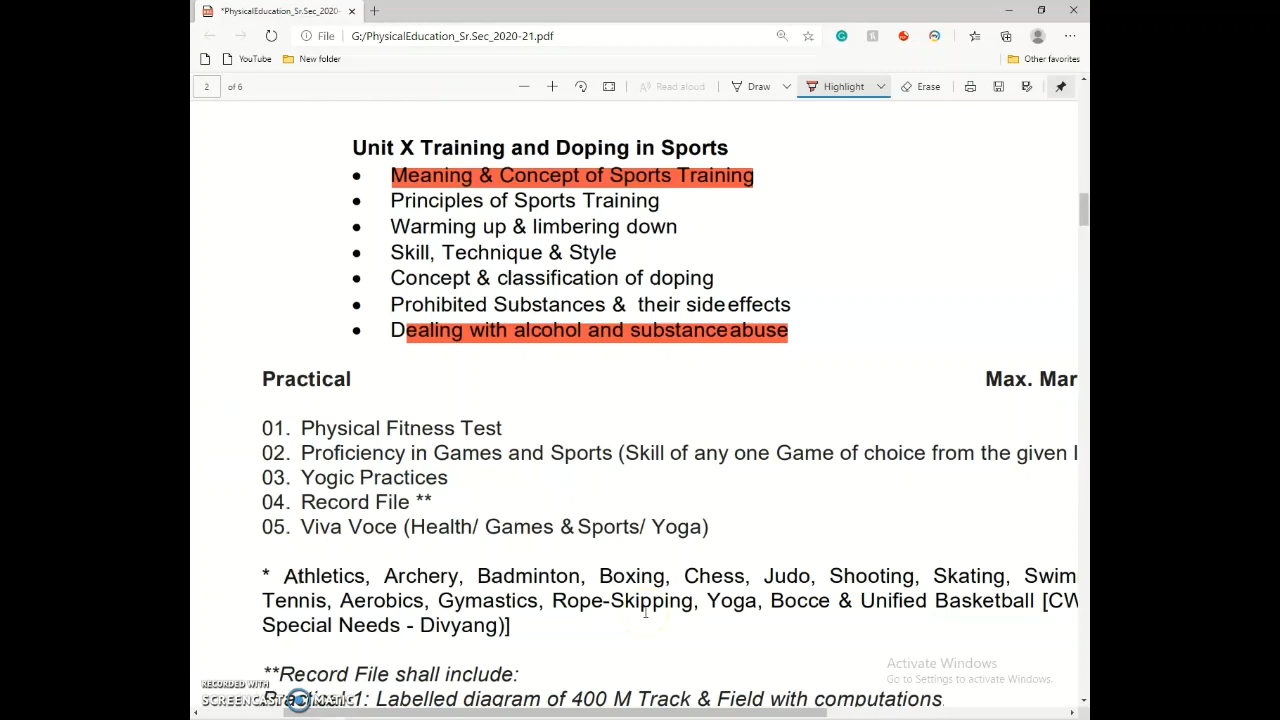 *PhysicalEducation_Sr.Sec_2020-
File G:/PhysicalEducation_Sr.Sec_2020-21.pdf
YouTube New folder Other favorites
2 of 6 Read aloud Draw Highlight Erase
Unit X Training and Doping in Sports
• Meaning & Concept of Sports Training
• Principles of Sports Training
• Warming up & limbering down
• Skill, Technique & Style
• Concept & classification of doping
• Prohibited Substances & their side effects
• Dealing with alcohol and substance abuse
Practical Max. Mar
01. Physical Fitness Test
02. Proficiency in Games and Sports (Skill of any one Game of choice from the given l
03. Yogic Practices
04. Record File **
05. Viva Voce (Health/ Games & Sports/ Yoga)
* Athletics, Archery, Badminton, Boxing, Chess, Judo, Shooting, Skating, Swim
Tennis, Aerobics, Gymastics, Rope-Skipping, Yoga, Bocce & Unified Basketball [CW
Special Needs - Divyang)]
Activate Windows
Go to Settings to activate Windows.
**Record File shall include:
RECORDED WITH
SCREENCAST-O-MATIC
Practical-1: Labelled diagram of 400 M Track & Field with computations.